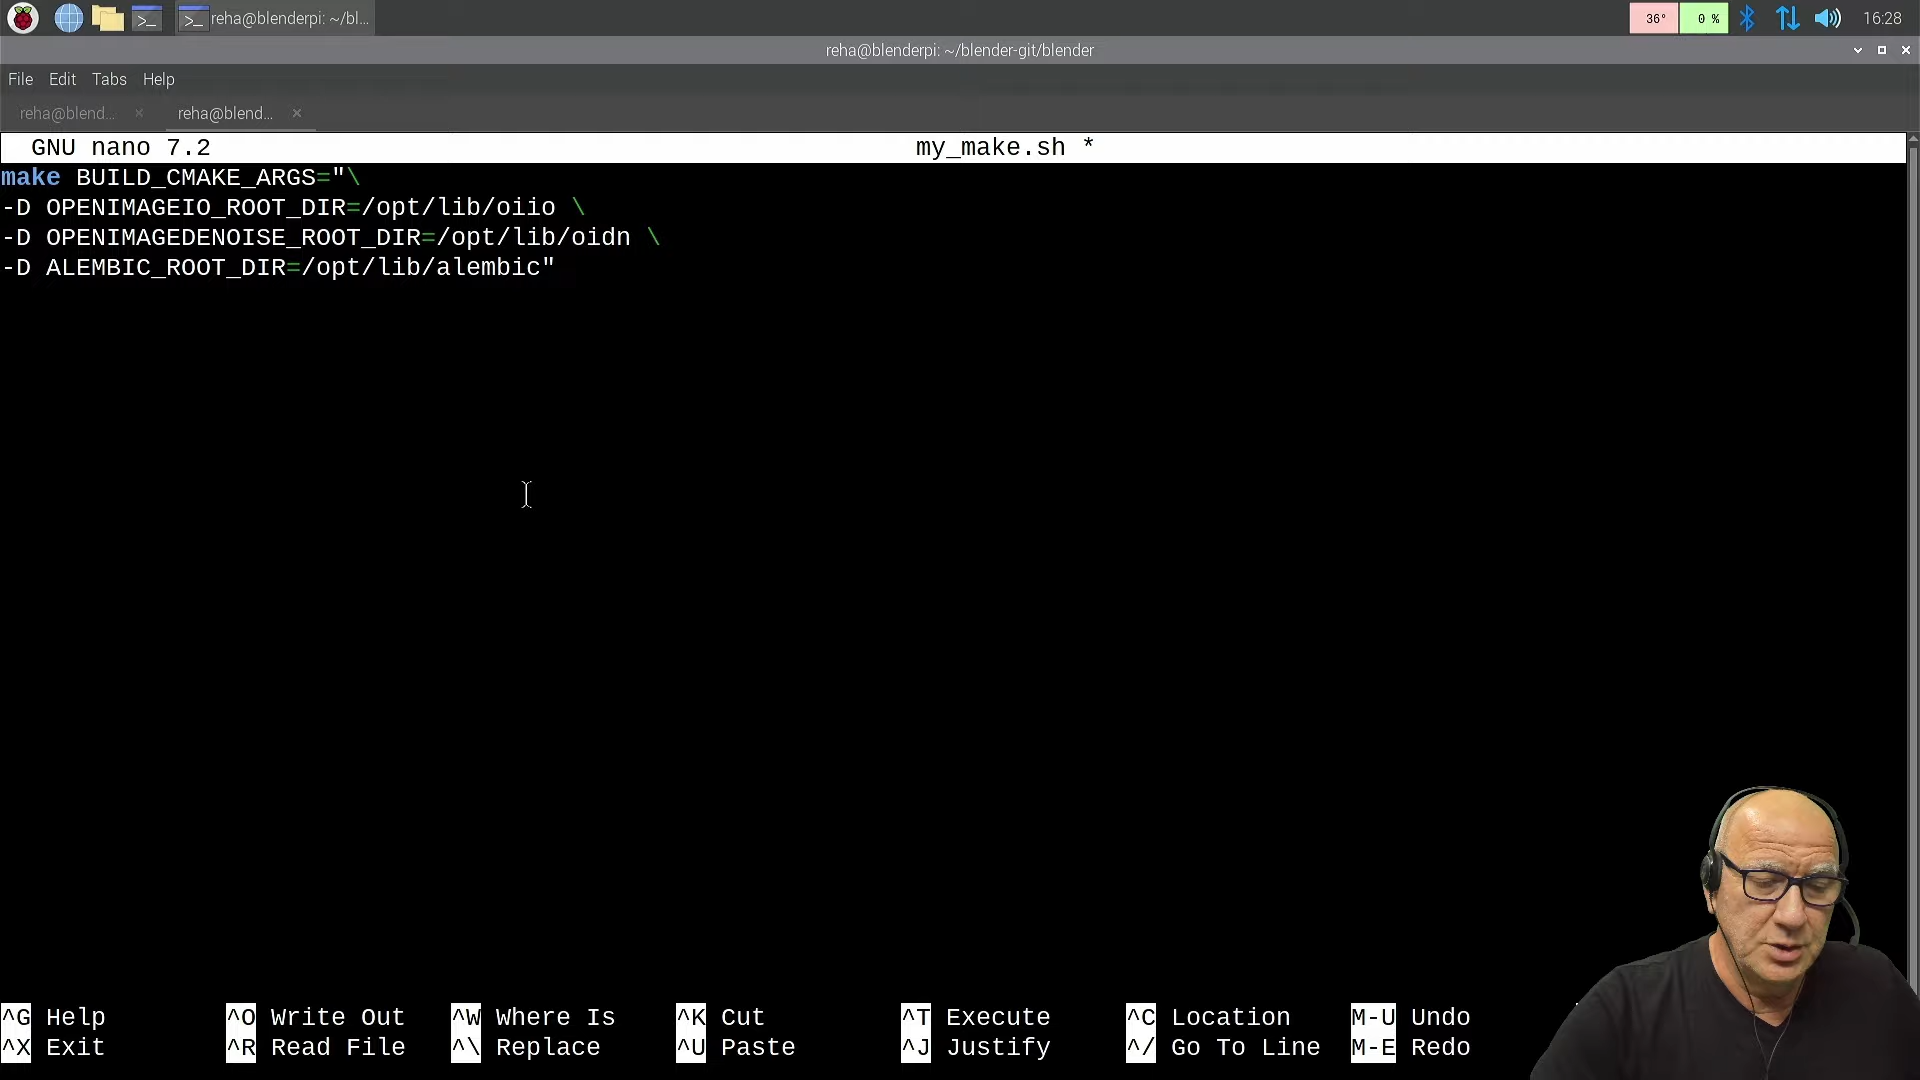 reha@blenderpi: ~/bl...
36° 0 % 16:28
reha@blenderpi: ~/blender-git/blender
File Edit Tabs Help
reha@blend... × reha@blend... ×
GNU nano 7.2 my_make.sh *
make BUILD_CMAKE_ARGS="\
-D OPENIMAGEIO_ROOT_DIR=/opt/lib/oiio \
-D OPENIMAGEDENOISE_ROOT_DIR=/opt/lib/oidn \
-D ALEMBIC_ROOT_DIR=/opt/lib/alembic"
^G Help ^O Write Out ^W Where Is ^K Cut ^T Execute ^C Location M-U Undo
^X Exit ^R Read File ^\ Replace ^U Paste ^J Justify ^/ Go To Line M-E Redo